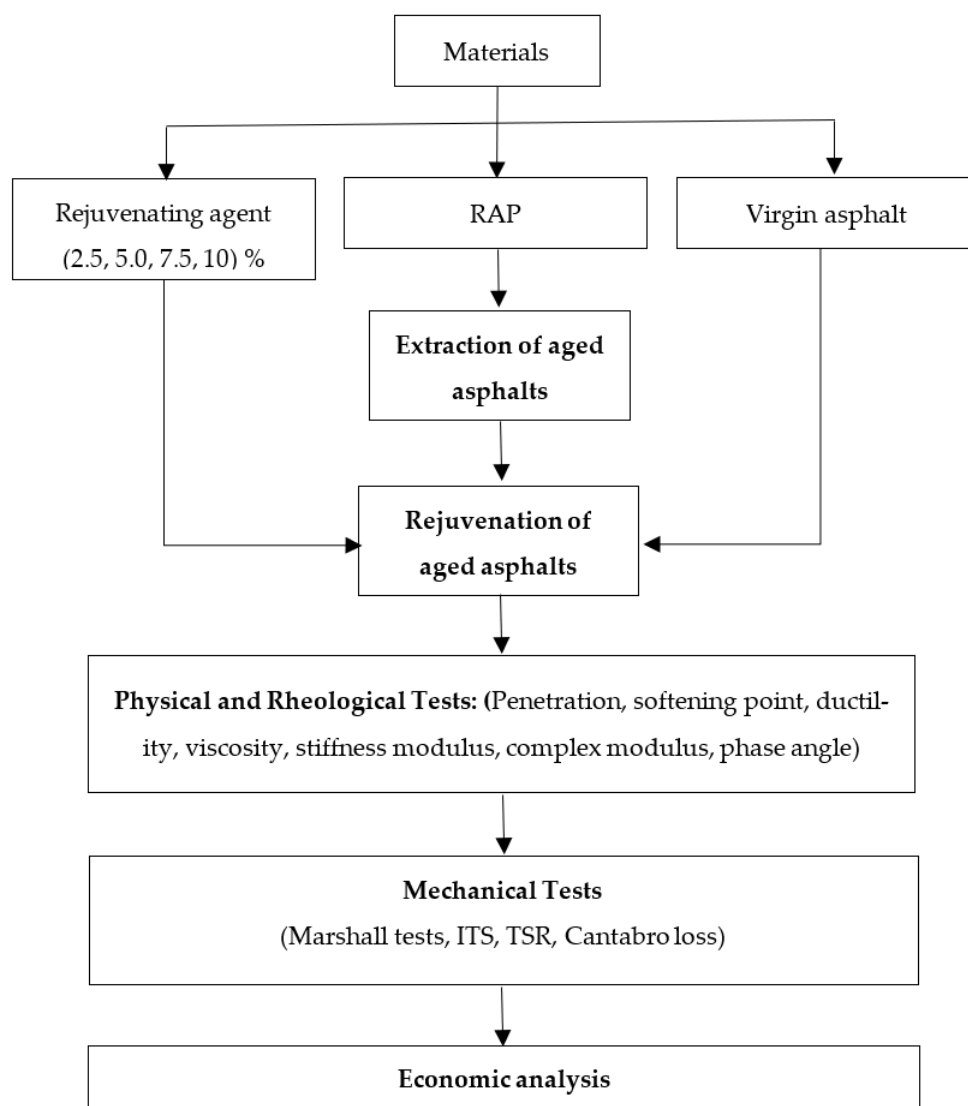 Materials
Rejuvenating agent
(2.5, 5.0, 7.5, 10) %
RAP
Virgin asphalt
Extraction of aged
asphalts
Rejuvenation of
aged asphalts
Physical and Rheological Tests: (Penetration, softening point, ductil-
ity, viscosity, stiffness modulus, complex modulus, phase angle)
Mechanical Tests
(Marshall tests, ITS, TSR, Cantabro loss)
Economic analysis